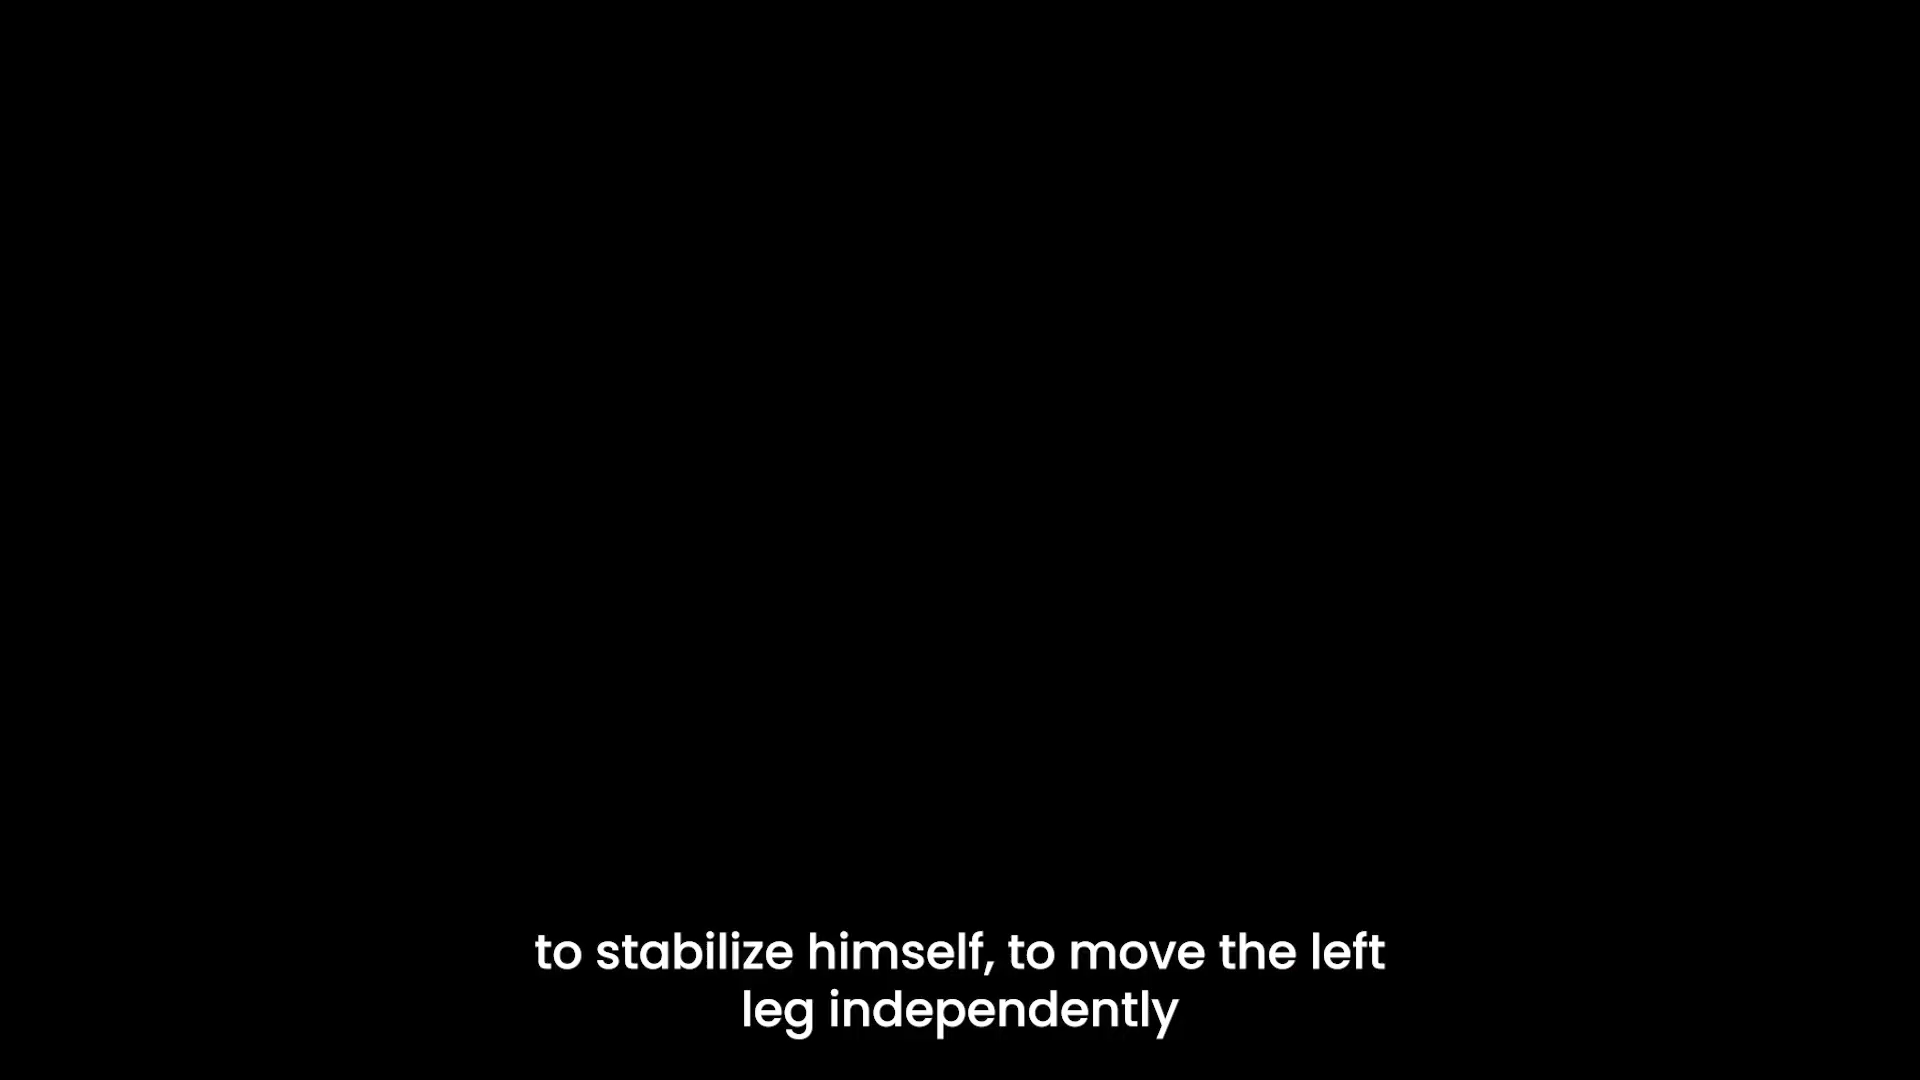 to stabilize himself, to move the left
leg independently